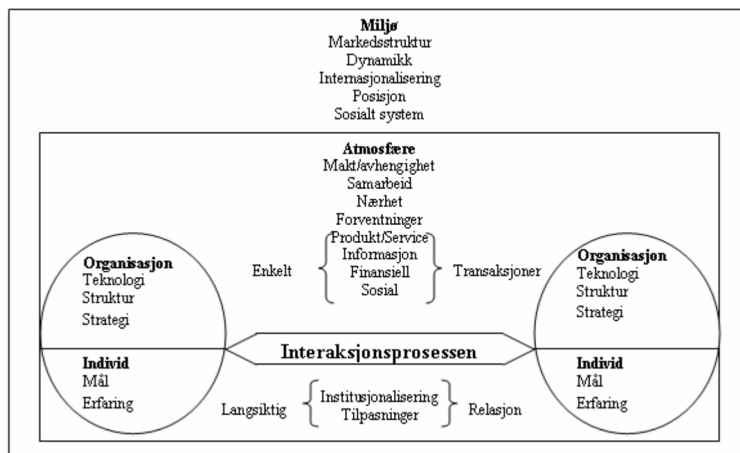 Miljø
Markedsstruktur
Dynamikk
Internasjonalisering
Posisjon
Sosialt system
Atmosfære
Makt/avhengighet
Samarbeid
Nærhet
Forventninger
Produkt/Service
Informasjon
Finansiell
Sosial
Enkelt
Transaksjoner
Organisasjon
Teknologi
Struktur
Strategi
Individ
Mål
Erfaring
Interaksjonsprosessen
Langsiktig
Institusjonalisering
Tilpasninger
Relasjon
Organisasjon
Teknologi
Struktur
Strategi
Individ
Mål
Erfaring